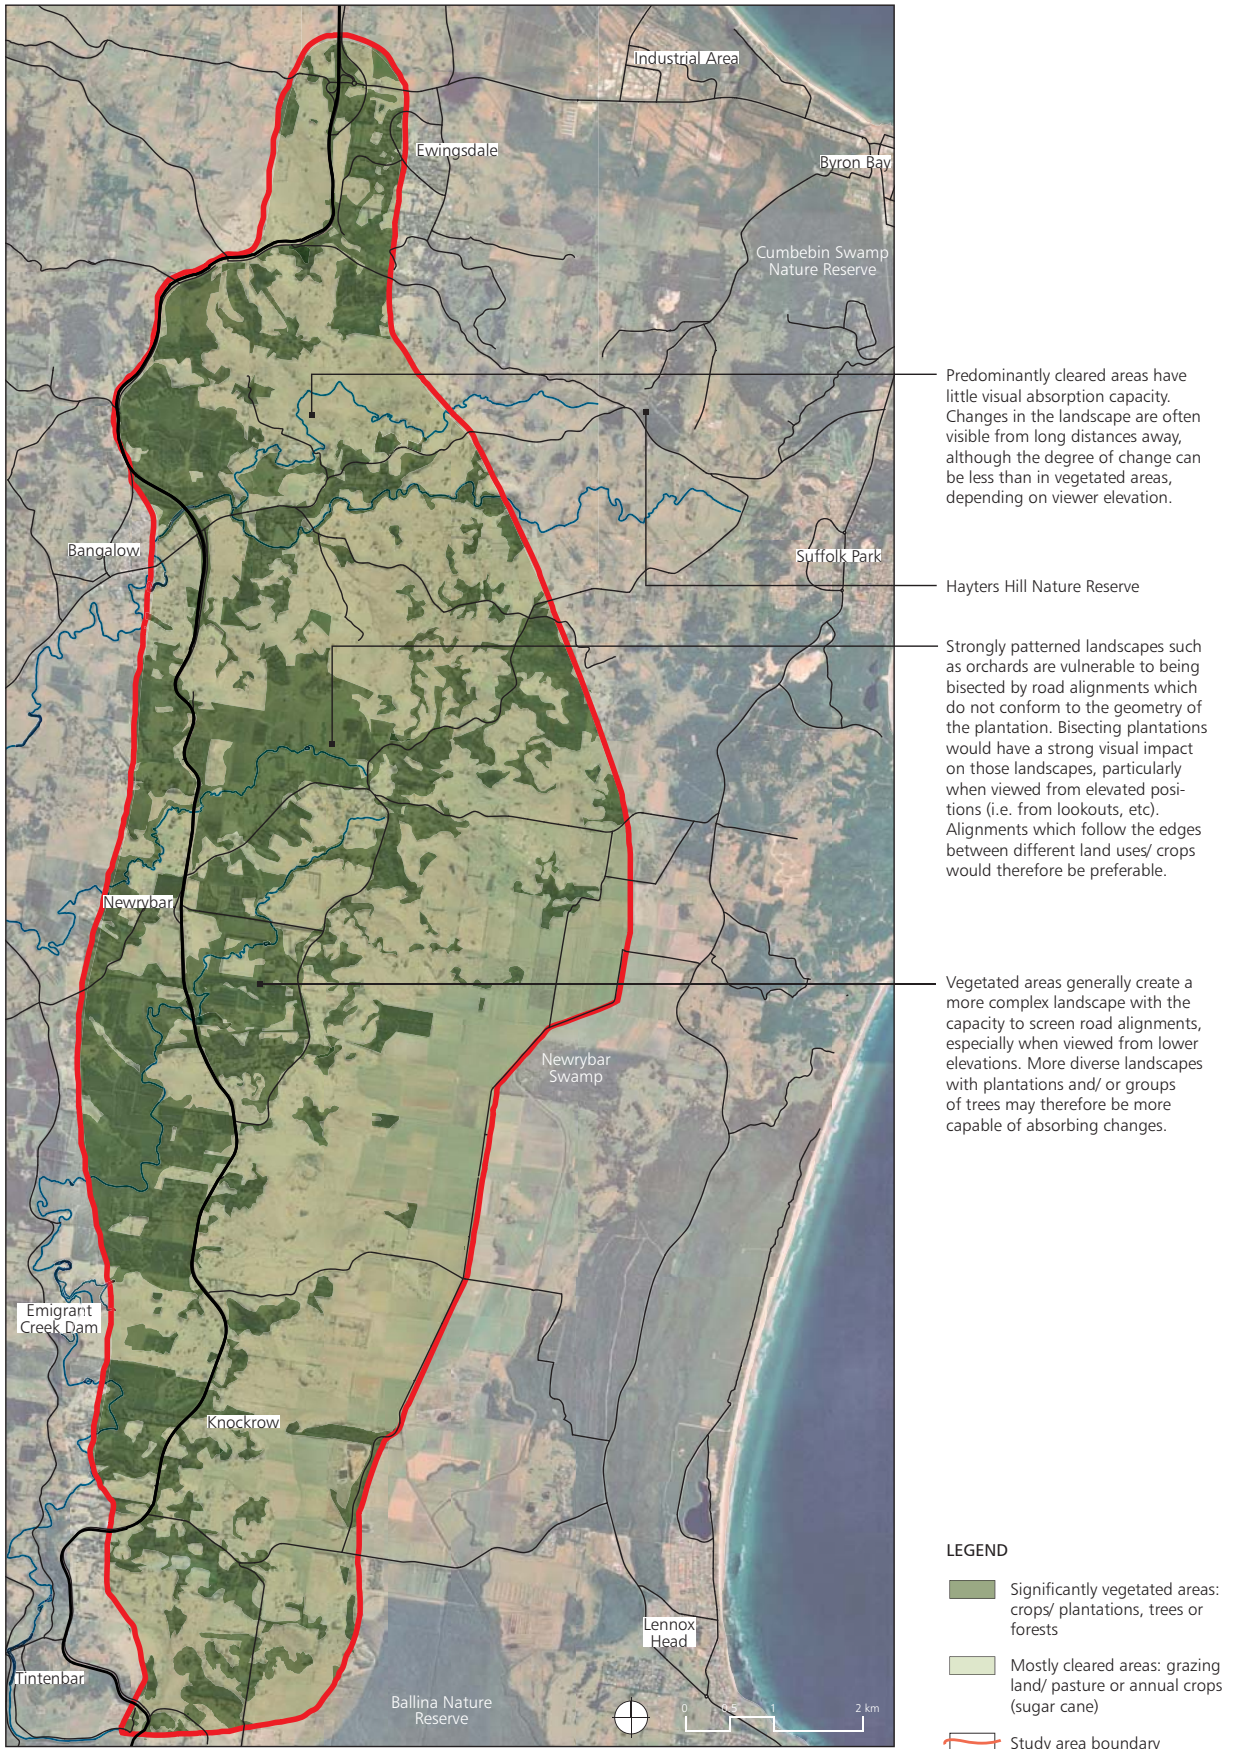 Industrial Area
Ewingsdale
Byron Bay
Cumbebin Swamp
Nature Reserve
Predominantly cleared areas have
little visual absorption capacity.
Changes in the landscape are often
visible from long distances away,
although the degree of change can
be less than in vegetated areas,
depending on viewer elevation.
Bangalow
Suffolk Park
Hayters Hill Nature Reserve
Strongly patterned landscapes such
as orchards are vulnerable to being
bisected by road alignments which
do not conform to the geometry of
the plantation. Bisecting plantations
would have a strong visual impact
on those landscapes, particularly
when viewed from elevated posi-
tions (i.e. from lookouts, etc).
Alignments which follow the edges
between different land uses/ crops
would therefore be preferable.
Newrybar
Vegetated areas generally create a
more complex landscape with the
capacity to screen road alignments,
especially when viewed from lower
elevations. More diverse landscapes
with plantations and/ or groups
of trees may therefore be more
capable of absorbing changes.
Newrybar
Swamp
Emigrant
Creek Dam
Knockrow
Lennox
Head
Tintenbar
Ballina Nature
Reserve
0 0.5 1 2 km
LEGEND
Significantly vegetated areas:
crops/ plantations, trees or
forests
Mostly cleared areas: grazing
land/ pasture or annual crops
(sugar cane)
Study area boundary